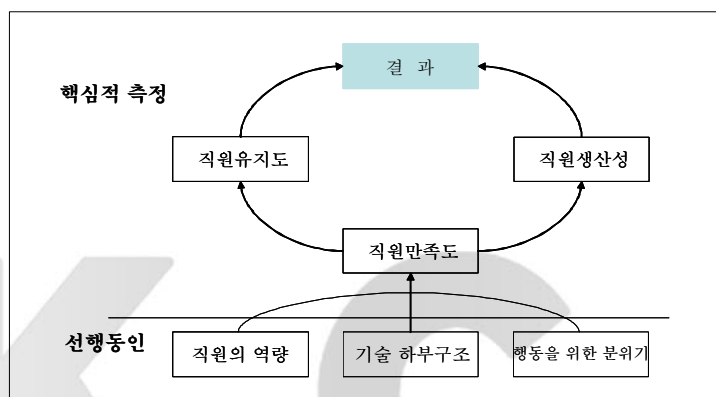 결 과
핵심적 측정
직원유지도
직원생산성
직원만족도
선행동인
직원의 역량
기술 하부구조
행동을 위한 분위기